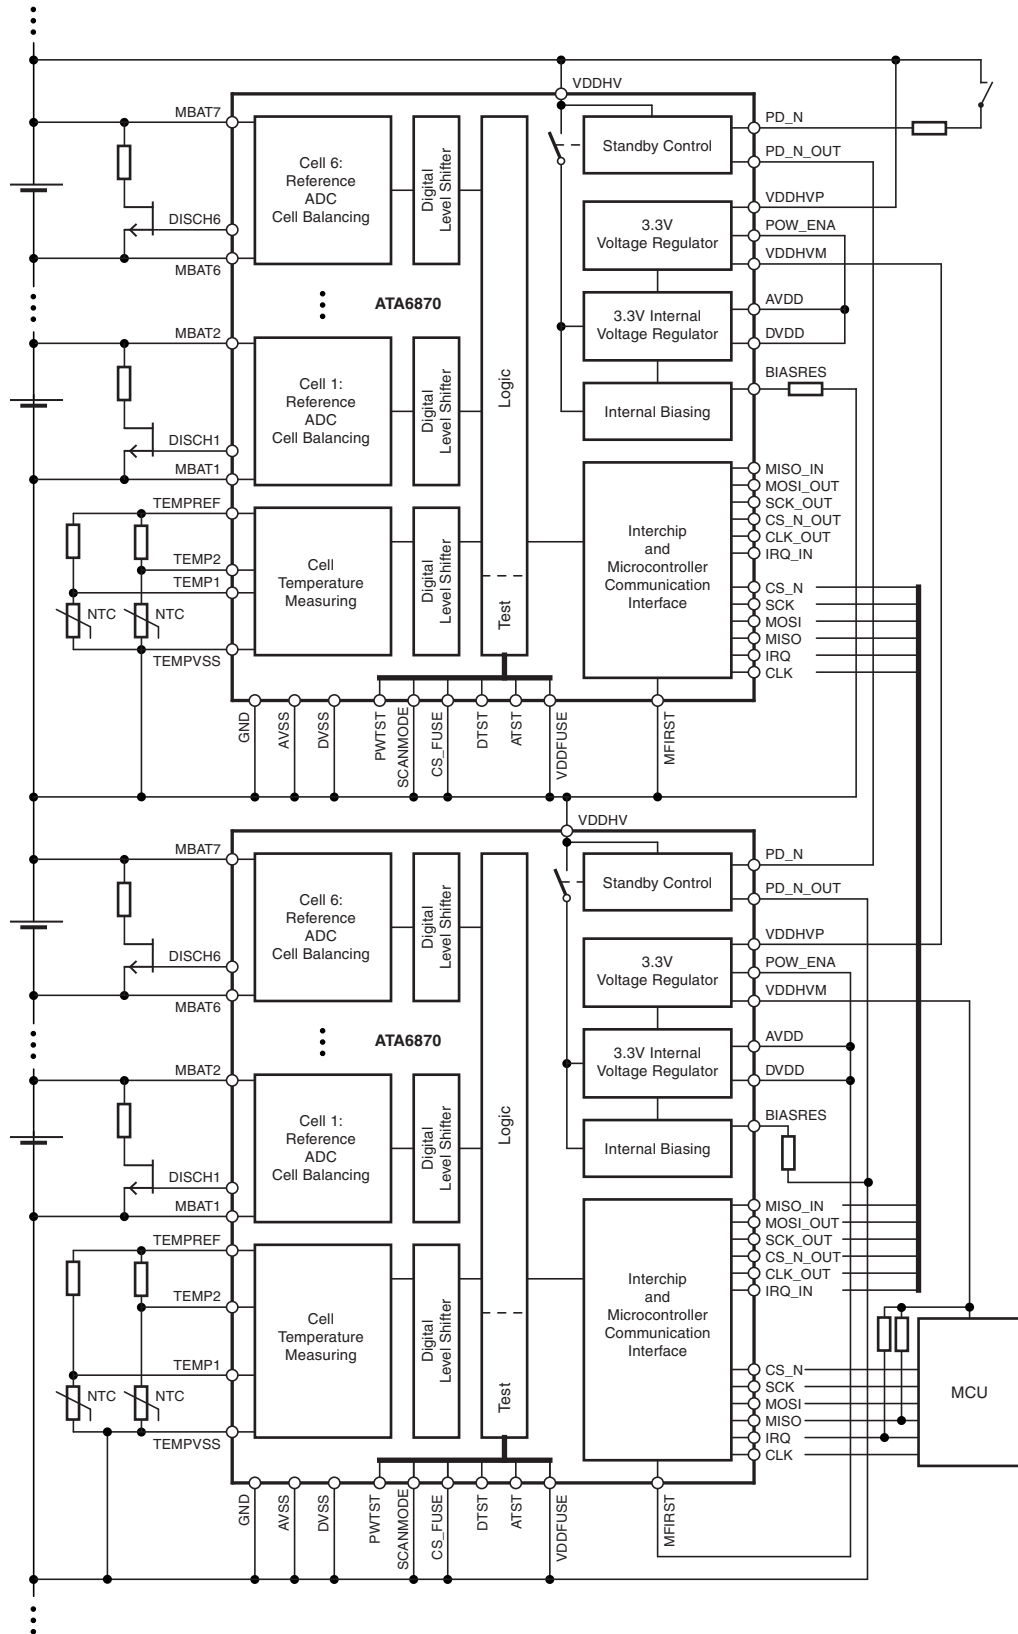 VDDHV
MBAT7
DISCH6
MBAT6
MBAT2
DISCH1
MBAT1
TEMPREF
TEMP2
TEMP1
NTC
NTC
TEMPVSS
Cell 6:
Reference
ADC
Cell Balancing
Digital
Level Shifter
ATA6870
Cell 1:
Reference
ADC
Cell Balancing
Digital
Level Shifter
Cell
Temperature
Measuring
Digital
Level Shifter
Logic
Test
Standby Control
3.3V
Voltage Regulator
3.3V Internal
Voltage Regulator
Internal Biasing
Interchip
and
Microcontroller
Communication
Interface
PD_N
PD_N_OUT
VDDHVP
POW_ENA
VDDHVM
AVDD
DVDD
BIASRES
MISO_IN
MOSI_OUT
SCK_OUT
CS_N_OUT
CLK_OUT
IRQ_IN
CS_N
SCK
MOSI
MISO
IRQ
CLK
GND
AVSS
DVSS
PWTST
SCANMODE
CS_FUSE
DTST
ATST
VDDFUSE
MFIRST
VDDHV
MBAT7
DISCH6
MBAT6
MBAT2
DISCH1
MBAT1
TEMPREF
TEMP2
TEMP1
NTC
NTC
TEMPVSS
Cell 6:
Reference
ADC
Cell Balancing
Digital
Level Shifter
ATA6870
Cell 1:
Reference
ADC
Cell Balancing
Digital
Level Shifter
Cell
Temperature
Measuring
Digital
Level Shifter
Logic
Test
Standby Control
3.3V
Voltage Regulator
3.3V Internal
Voltage Regulator
Internal Biasing
Interchip
and
Microcontroller
Communication
Interface
PD_N
PD_N_OUT
VDDHVP
POW_ENA
VDDHVM
AVDD
DVDD
BIASRES
MISO_IN
MOSI_OUT
SCK_OUT
CS_N_OUT
CLK_OUT
IRQ_IN
CS_N
SCK
MOSI
MISO
IRQ
CLK
MCU
GND
AVSS
DVSS
PWTST
SCANMODE
CS_FUSE
DTST
ATST
VDDFUSE
MFIRST